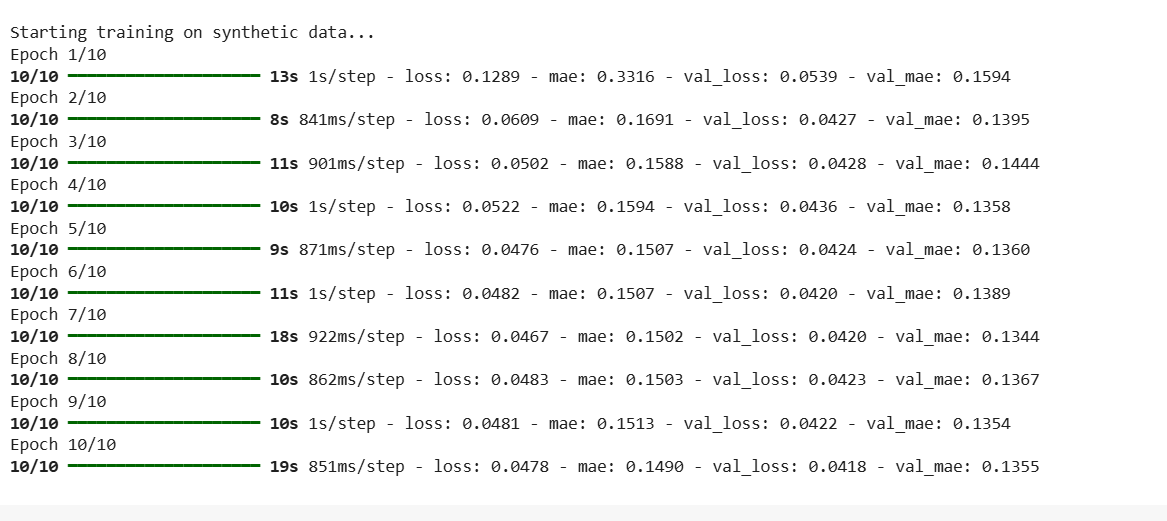 Starting training on synthetic data...
Epoch 1/10
10/10 ━━━━━━━━━━━━━━━━━━━━ 13s 1s/step - loss: 0.1289 - mae: 0.3316 - val_loss: 0.0539 - val_mae: 0.1594
Epoch 2/10
10/10 ━━━━━━━━━━━━━━━━━━━━ 8s 841ms/step - loss: 0.0609 - mae: 0.1691 - val_loss: 0.0427 - val_mae: 0.1395
Epoch 3/10
10/10 ━━━━━━━━━━━━━━━━━━━━ 11s 901ms/step - loss: 0.0502 - mae: 0.1588 - val_loss: 0.0428 - val_mae: 0.1444
Epoch 4/10
10/10 ━━━━━━━━━━━━━━━━━━━━ 10s 1s/step - loss: 0.0522 - mae: 0.1594 - val_loss: 0.0436 - val_mae: 0.1358
Epoch 5/10
10/10 ━━━━━━━━━━━━━━━━━━━━ 9s 871ms/step - loss: 0.0476 - mae: 0.1507 - val_loss: 0.0424 - val_mae: 0.1360
Epoch 6/10
10/10 ━━━━━━━━━━━━━━━━━━━━ 11s 1s/step - loss: 0.0482 - mae: 0.1507 - val_loss: 0.0420 - val_mae: 0.1389
Epoch 7/10
10/10 ━━━━━━━━━━━━━━━━━━━━ 18s 922ms/step - loss: 0.0467 - mae: 0.1502 - val_loss: 0.0420 - val_mae: 0.1344
Epoch 8/10
10/10 ━━━━━━━━━━━━━━━━━━━━ 10s 862ms/step - loss: 0.0483 - mae: 0.1503 - val_loss: 0.0423 - val_mae: 0.1367
Epoch 9/10
10/10 ━━━━━━━━━━━━━━━━━━━━ 10s 1s/step - loss: 0.0481 - mae: 0.1513 - val_loss: 0.0422 - val_mae: 0.1354
Epoch 10/10
10/10 ━━━━━━━━━━━━━━━━━━━━ 19s 851ms/step - loss: 0.0478 - mae: 0.1490 - val_loss: 0.0418 - val_mae: 0.1355